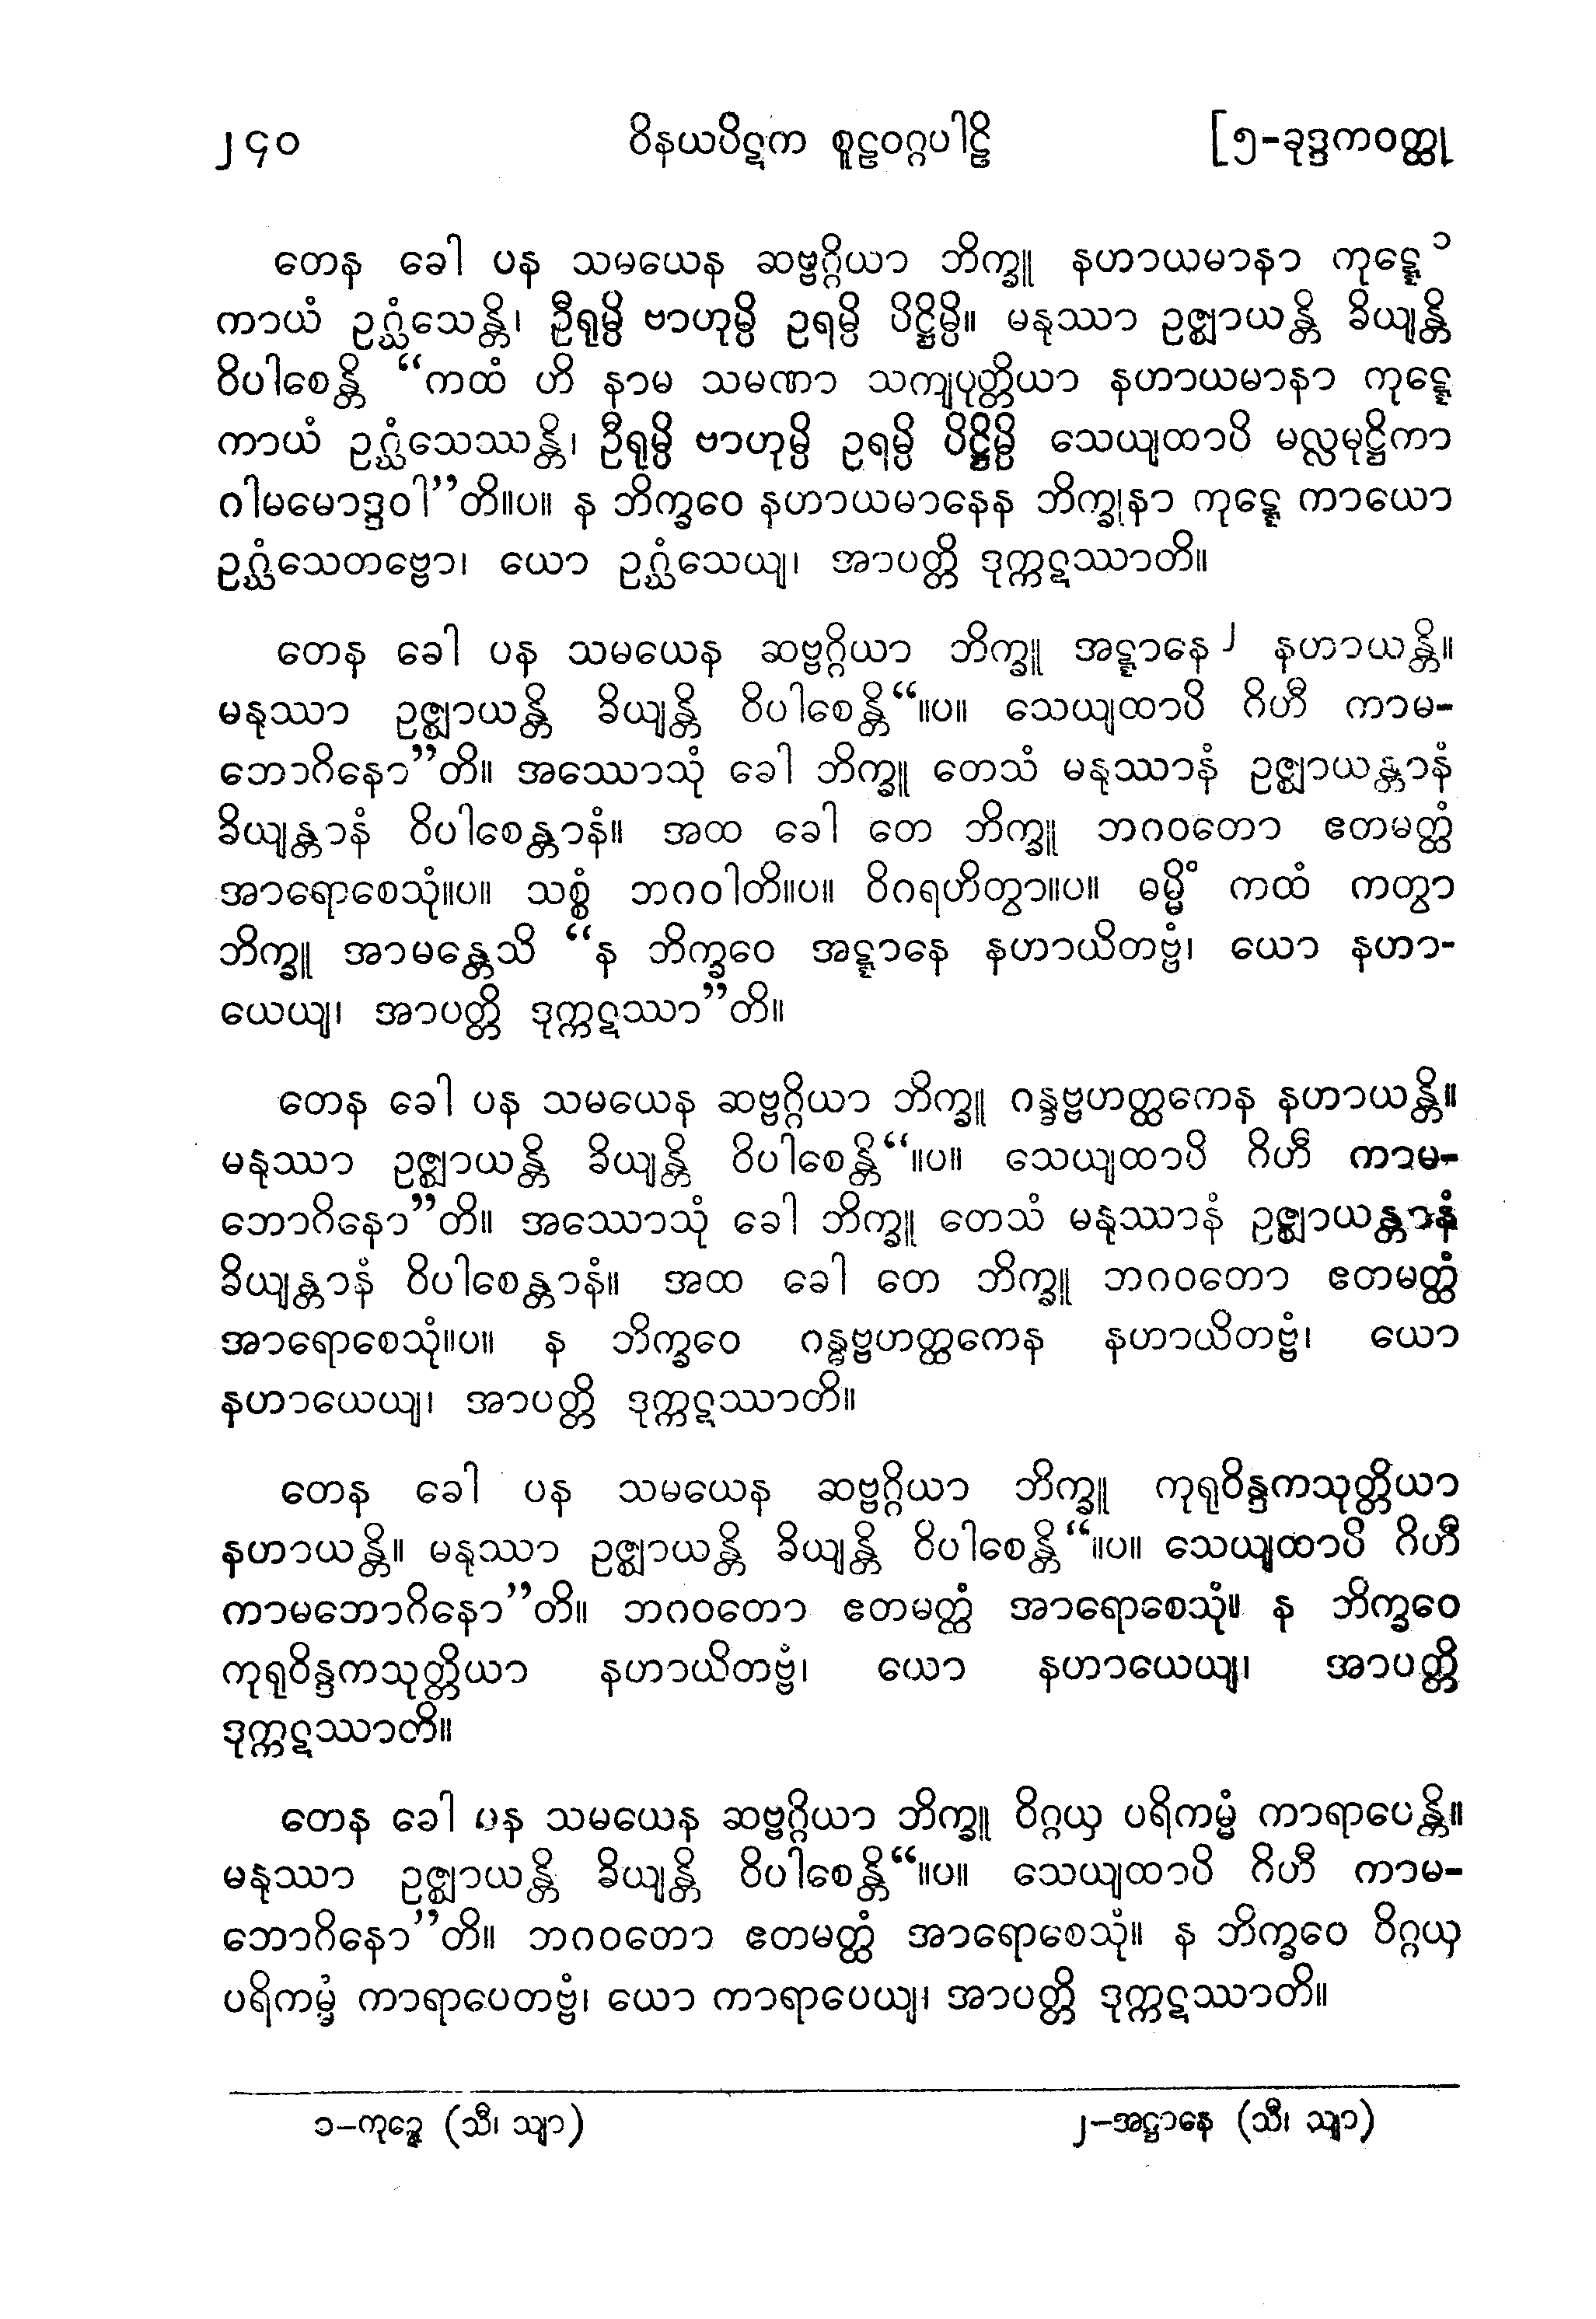 ၂၄၀ ဝိနယပိဋက စူဠဝဂ္ဂပါဠိ [၅-ခုဒ္ဒကဝတ္ထု
တေန ခေါ ပန သမယေန ဆဗ္ဗဂ္ဂိယာ ဘိက္ခူ နဟာယမာနာ ကုဋ္ဋေ ၁
ကာယံ ဥဂ္ဃံသေန္တိ၊ ဦရုမ္ပိ ဗာဟုမ္ပိ ဥရမ္ပိ ပိဋ္ဌိမ္ပိ။ မနုဿာ ဥဇ္ဈာယန္တိ ခိယျန္တိ
ဝိပါစေန္တိ “ကထံ ဟိ နာမ သမဏာ သကျပုတ္တိယာ နဟာယမာနာ ကုဋ္ဋေ
ကာယံ ဥဂ္ဃံသေဿန္တိ၊ ဦရုမ္ပိ ဗာဟုမ္ပိ ဥရမ္ပိ ပိဋ္ဌိမ္ပိ သေယျထာပိ မလ္လမုဋ္ဌိကာ
ဂါမမောဒ္ဒဝါ”တိ။ပ။ န ဘိက္ခဝေ နဟာယမာနေန ဘိက္ခုနာ ကုဋ္ဋေ ကာယော
ဥဂ္ဃံသေတဗ္ဗော၊ ယော ဥဂ္ဃံသေယျ၊ အာပတ္တိ ဒုက္ကဋဿာတိ။
တေန ခေါ ပန သမယေန ဆဗ္ဗဂ္ဂိယာ ဘိက္ခူ အဋ္ဋာနေ ၂ နဟာယန္တိ။
မနုဿာ ဥဇ္ဈာယန္တိ ခိယျန္တိ ဝိပါစေန္တိ“။ပ။ သေယျထာပိ ဂိဟီ ကာမ-
ဘောဂိနော”တိ။ အဿောသုံ ခေါ ဘိက္ခူ တေသံ မနုဿာနံ ဥဇ္ဈာယန္တာနံ
ခိယျန္တာနံ ဝိပါစေန္တာနံ။ အထ ခေါ တေ ဘိက္ခူ ဘဂဝတော ဧတမတ္ထံ
အာရောစေသုံ။ပ။ သစ္စံ ဘဂဝါတိ။ပ။ ဝိဂရဟိတွာ။ပ။ ဓမ္မိံ ကထံ ကတွာ
ဘိက္ခူ အာမန္တေသိ “န ဘိက္ခဝေ အဋ္ဋာနေ နဟာယိတဗ္ဗံ၊ ယော နဟာ-
ယေယျ၊ အာပတ္တိ ဒုက္ကဋဿာ”တိ။
တေန ခေါ ပန သမယေန ဆဗ္ဗဂ္ဂိယာ ဘိက္ခူ ဂန္ဒဗ္ဗဟတ္ထကေန နဟာယန္တိ။
မနုဿာ ဥဇ္ဈာယန္တိ ခိယျန္တိ ဝိပါစေန္တိ“။ပ။ သေယျထာပိ ဂိဟီ ကာမ-
ဘောဂိနော”တိ။ အဿောသုံ ခေါ ဘိက္ခူ တေသံ မနုဿာနံ ဥဇ္ဈာယန္တာနံ
ခိယျန္တာနံ ဝိပါစေန္တာနံ။ အထ ခေါ တေ ဘိက္ခူ ဘဂဝတော ဧတမတ္ထံ
အာရောစေသုံ။ပ။ န ဘိက္ခဝေ ဂန္ဓဗ္ဗဟတ္ထကေန နဟာယိတဗ္ဗံ၊ ယော
နဟာယေယျ၊ အာပတ္တိ ဒုက္ကဋဿာတိ။
တေန ခေါ ပန သမယေန ဆဗ္ဗဂ္ဂိယာ ဘိက္ခူ ကုရုဝိန္ဒကသုတ္တိယာ
နဟာယန္တိ။ မနုဿာ ဥဇ္ဈာယန္တိ ခိယျန္တိ ဝိပါစေန္တိ“။ပ။ သေယျထာပိ ဂိဟီ
ကာမဘောဂိနော”တိ။ ဘဂဝတော ဧတမတ္ထံ အာရောစေသုံ။ န ဘိက္ခဝေ
ကုရုဝိန္ဒကသုတ္တိယာ နဟာယိတဗ္ဗံ၊ ယော နဟာယေယျ၊ အာပတ္တိ
ဒုက္ကဋဿာတိ။
တေန ခေါ ပန သမယေန ဆဗ္ဗဂ္ဂိယာ ဘိက္ခူ ဝိဂ္ဂယှ ပရိကမ္မံ ကာရာပေန္တိ။
မနုဿာ ဥဇ္ဈာယန္တိ ခိယျန္တိ ဝိပါစေန္တိ“။ပ။ သေယျထာပိ ဂိဟီ ကာမ-
ဘောဂိနော”တိ။ ဘဂဝတော ဧတမတ္ထံ အာရောစေသုံ။ န ဘိက္ခဝေ ဝိဂ္ဂယှ
ပရိကမ္မံ ကာရာပေတဗ္ဗံ၊ ယော ကာရာပေယျ၊ အာပတ္တိ ဒုက္ကဋဿာတိ။
၁-ကုဍ္ဍေ (သီ၊ သျာ) ၂-အဋ္ဌာနေ (သီ၊ သျာ)